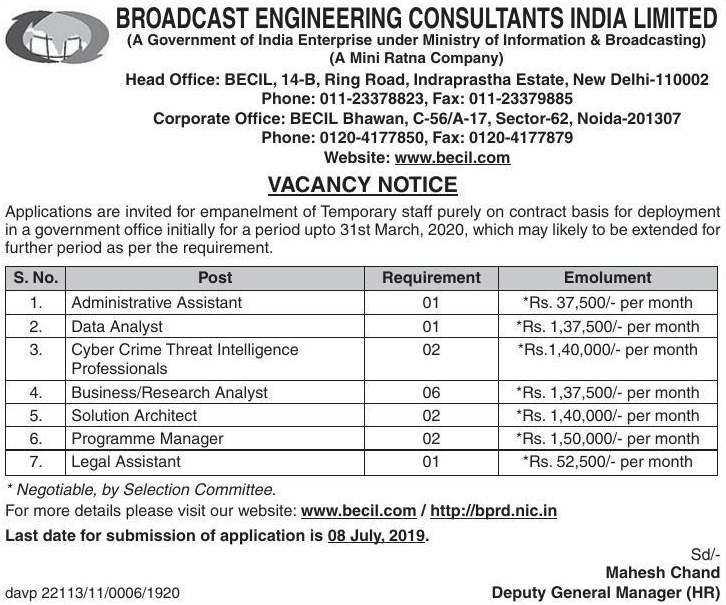 BROADCAST ENGINEERING CONSULTANTS INDIA LIMITED
(A Government of India Enterprise under Ministry of Information & Broadcasting)
(A Mini Ratna Company)
Head Office: BECIL, 14-B, Ring Road, Indraprastha Estate, New Delhi-110002
Phone: 011-23378823, Fax: 011-23379885
Corporate Office: BECIL Bhawan, C-56/A-17, Sector-62, Noida-201307
Phone: 0120-4177850, Fax: 0120-4177879
Website: www.becil.com
VACANCY NOTICE
Applications are invited for empanelment of Temporary staff purely on contract basis for deployment
in a government office initially for a period upto 31st March, 2020, which may likely to be extended for
further period as per the requirement.
S. No. Post Requirement Emolument
1. Administrative Assistant 01 *Rs. 37,500/- per month
2. Data Analyst 01 *Rs. 1,37,500/- per month
3. Cyber Crime Threat Intelligence 02 *Rs.1,40,000/- per month
Professionals
4. Business/Research Analyst 06 *Rs. 1,37,500/- per month
5. Solution Architect 02 *Rs. 1,40,000/- per month
6. Programme Manager 02 *Rs. 1,50,000/- per month
7. Legal Assistant 01 *Rs. 52,500/- per month
* Negotiable, by Selection Committee.
For more details please visit our website: www.becil.com / http://bprd.nic.in
Last date for submission of application is 08 July, 2019.
Sd/-
Mahesh Chand
davp 22113/11/0006/1920 Deputy General Manager (HR)